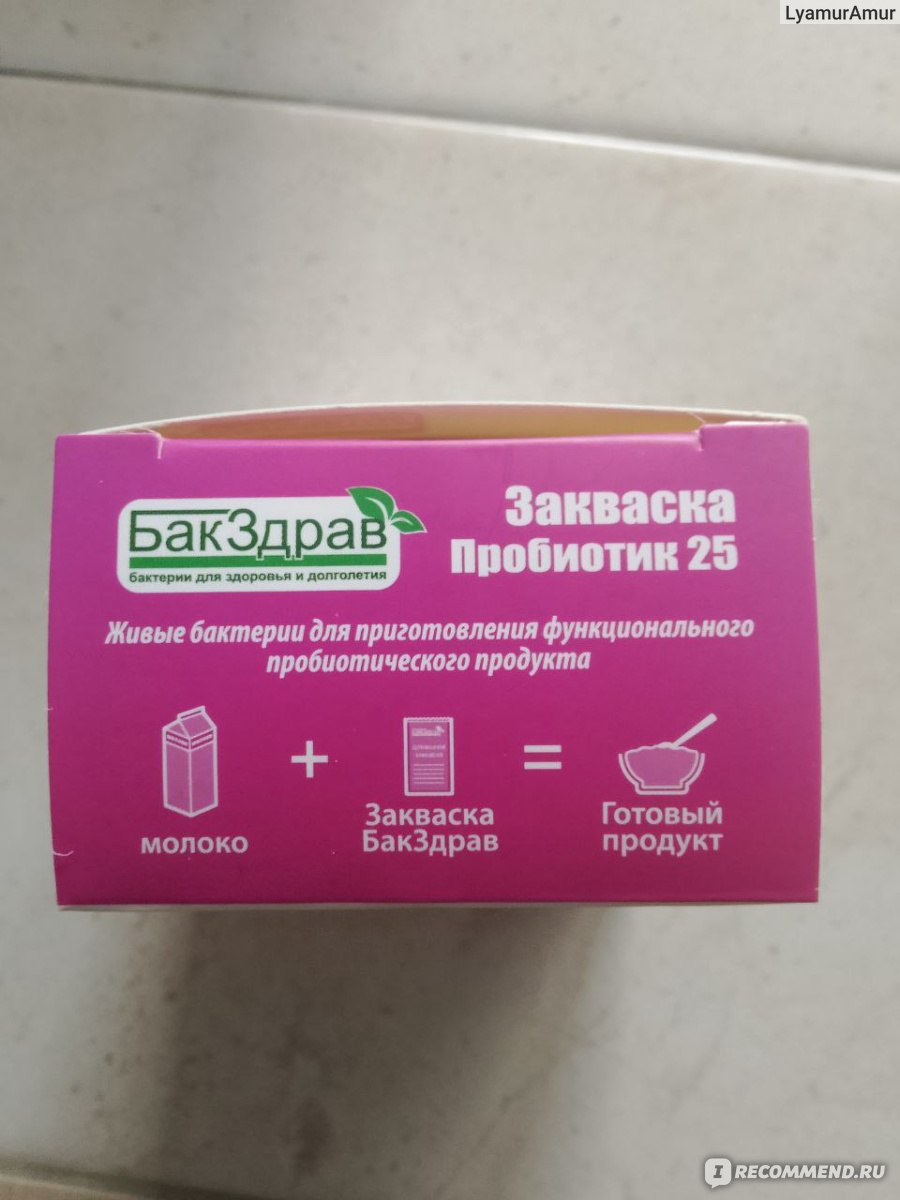 LyamurAmur
БакЗдрав
бактерии для здоровья и долголетия
Закваска
Пробиотик 25
Живые бактерии для приготовления функционального
пробиотического продукта
молоко
+
Закваска
БакЗдрав
=
Готовый
продукт
IRECOMMEND.RU